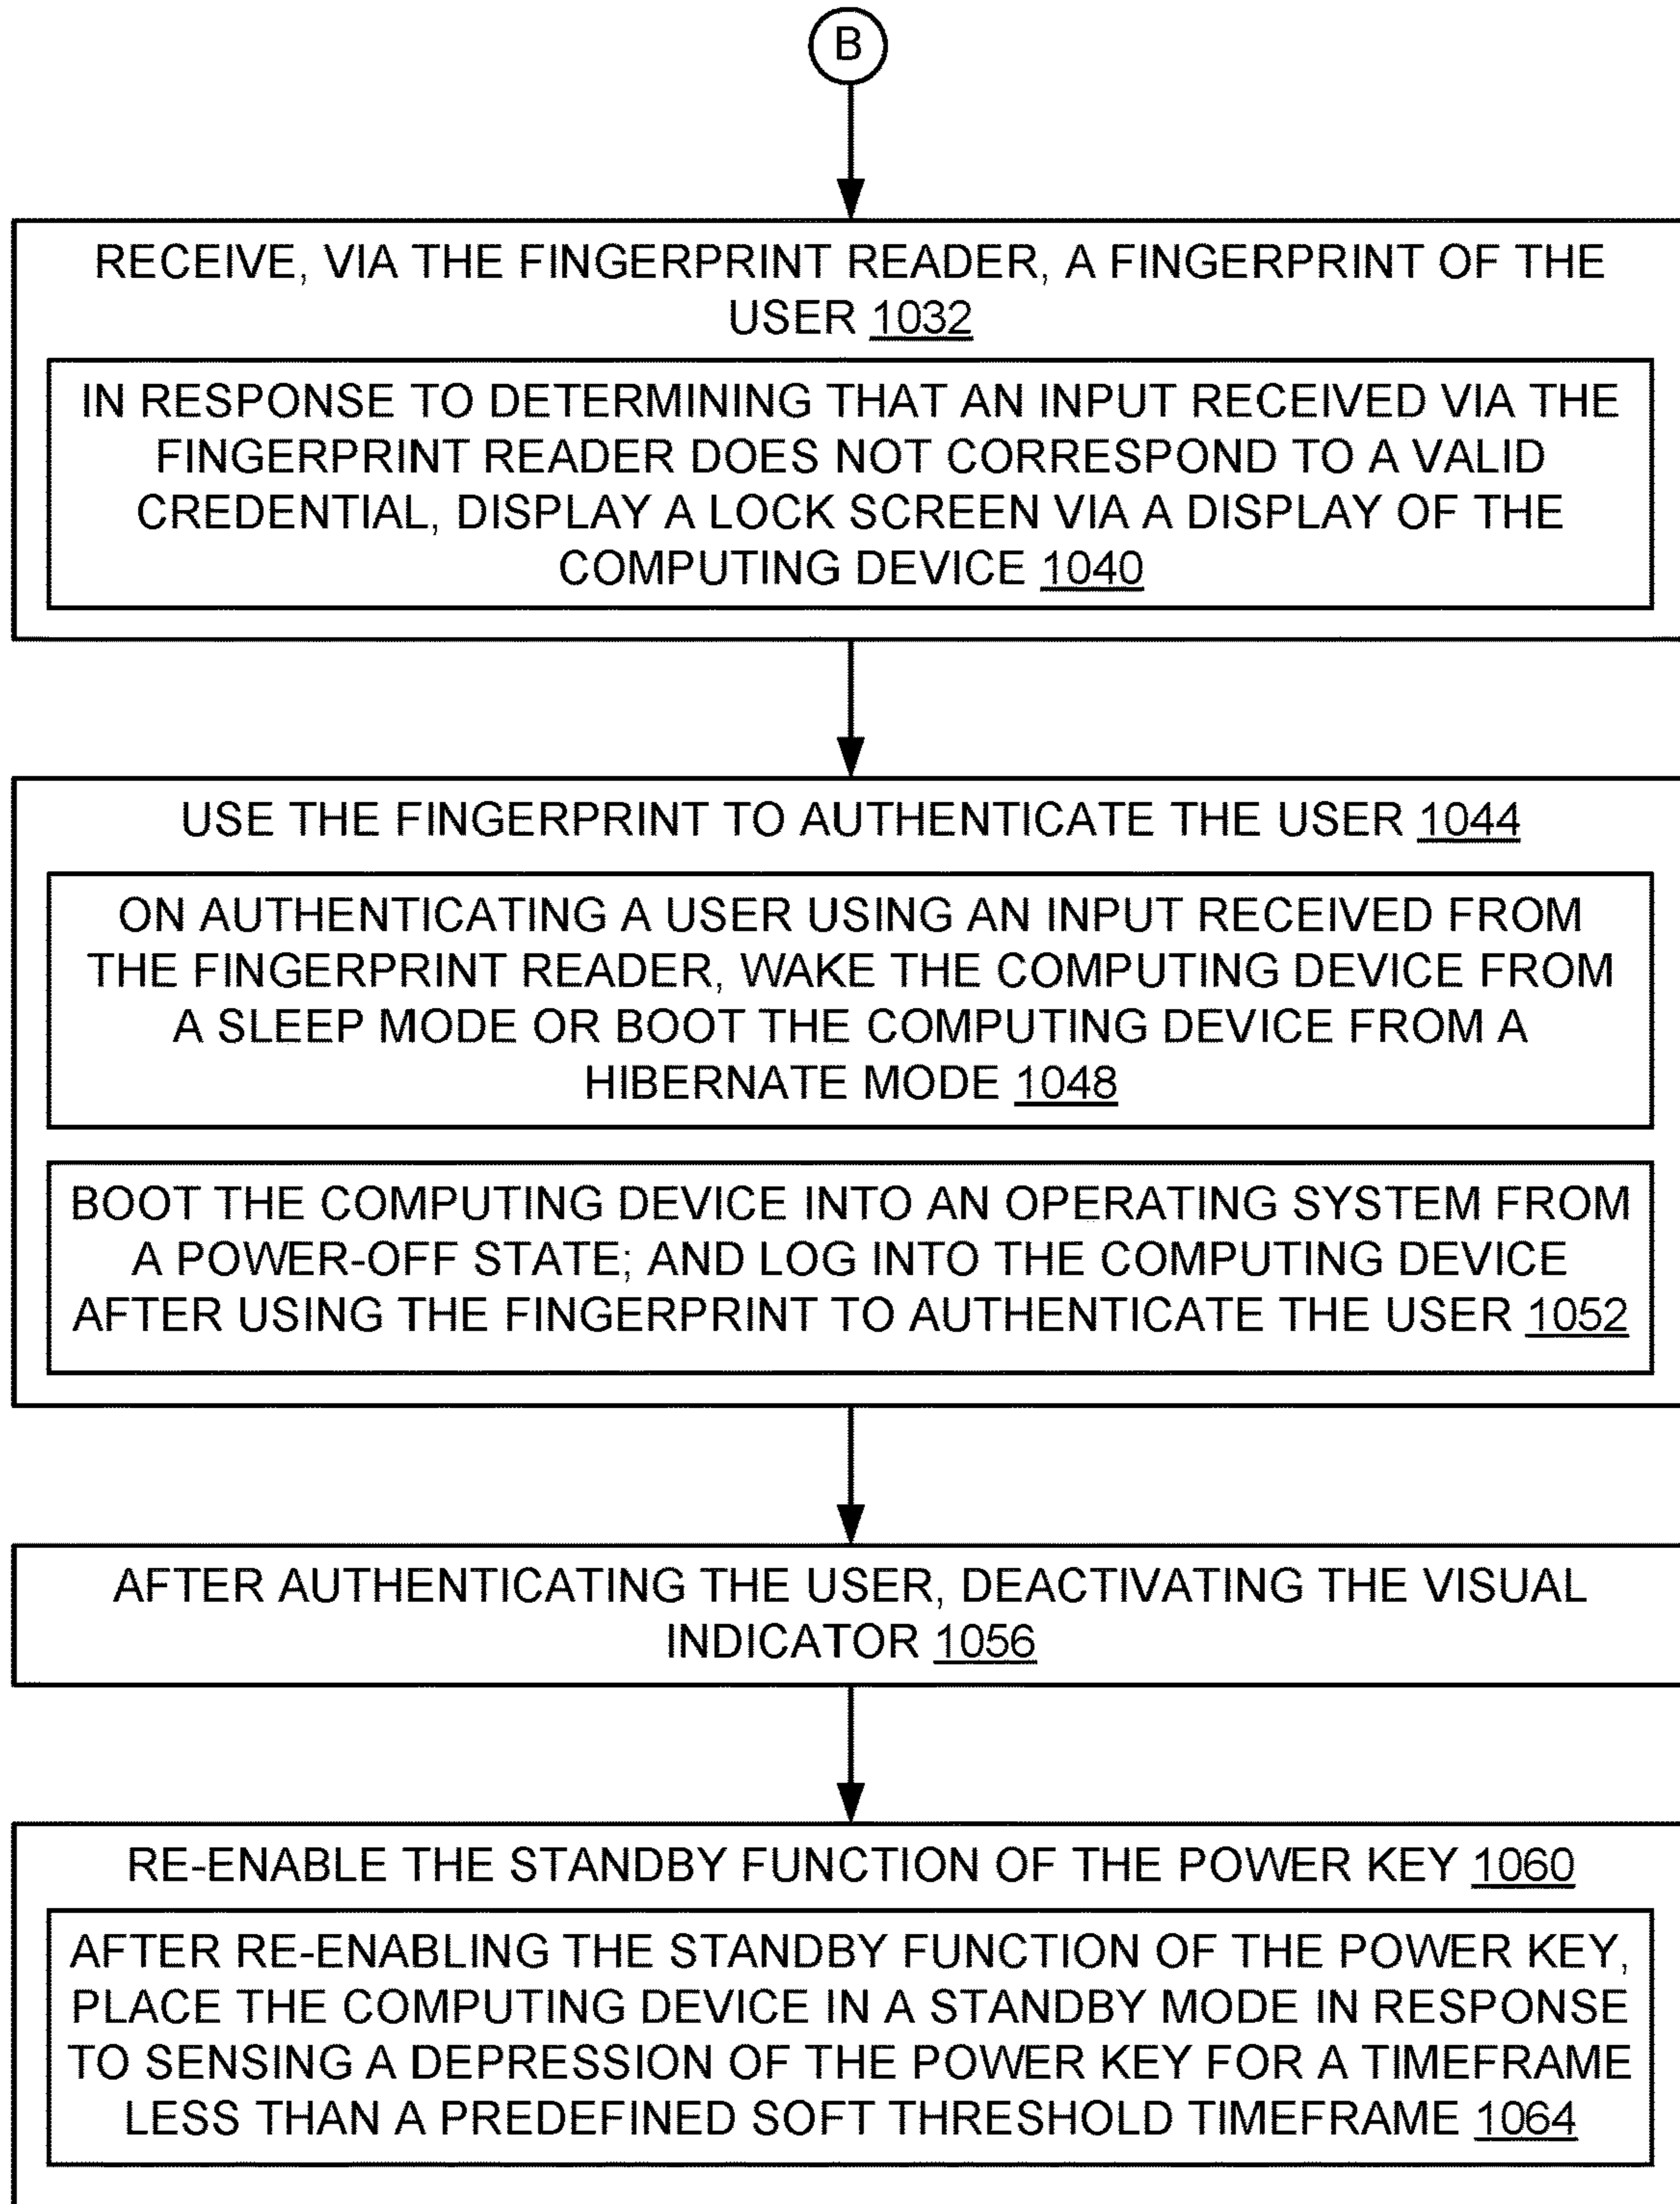 B
RECEIVE, VIA THE FINGERPRINT READER, A FINGERPRINT OF THE
USER 1032
IN RESPONSE TO DETERMINING THAT AN INPUT RECEIVED VIA THE
FINGERPRINT READER DOES NOT CORRESPOND TO A VALID
CREDENTIAL, DISPLAY A LOCK SCREEN VIA A DISPLAY OF THE
COMPUTING DEVICE 1040
USE THE FINGERPRINT TO AUTHENTICATE THE USER 1044
ON AUTHENTICATING A USER USING AN INPUT RECEIVED FROM
THE FINGERPRINT READER, WAKE THE COMPUTING DEVICE FROM
A SLEEP MODE OR BOOT THE COMPUTING DEVICE FROM A
HIBERNATE MODE 1048
BOOT THE COMPUTING DEVICE INTO AN OPERATING SYSTEM FROM
A POWER-OFF STATE; AND LOG INTO THE COMPUTING DEVICE
AFTER USING THE FINGERPRINT TO AUTHENTICATE THE USER 1052
AFTER AUTHENTICATING THE USER, DEACTIVATING THE VISUAL
INDICATOR 1056
RE-ENABLE THE STANDBY FUNCTION OF THE POWER KEY 1060
AFTER RE-ENABLING THE STANDBY FUNCTION OF THE POWER KEY,
PLACE THE COMPUTING DEVICE IN A STANDBY MODE IN RESPONSE
TO SENSING A DEPRESSION OF THE POWER KEY FOR A TIMEFRAME
LESS THAN A PREDEFINED SOFT THRESHOLD TIMEFRAME 1064